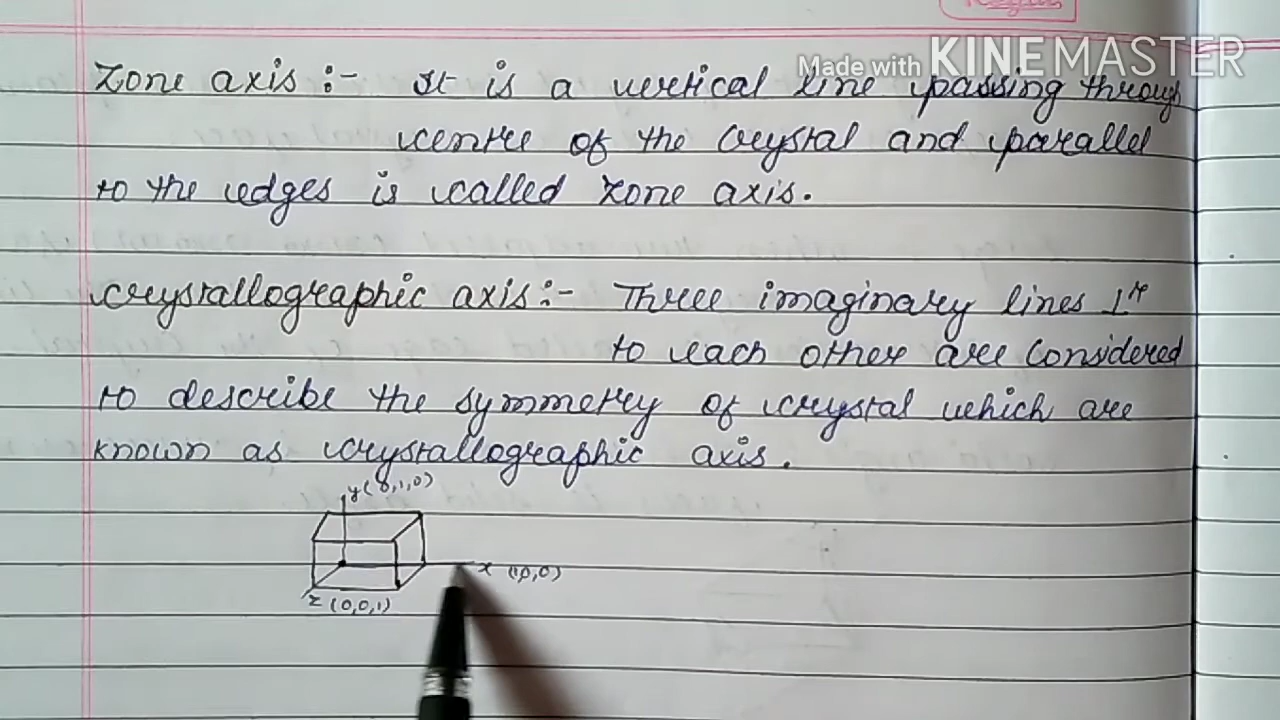 Made with KINEMASTER
Zone axis :- It is a vertical line passing through
centre of the crystal and parallel
to the edges is called zone axis.
crystallographic axis :- Three imaginary lines ⊥r
to each other are considered
to describe the symmetry of crystal which are
known as crystallographic axis.
y(0,1,0)
x (1,0,0)
z (0,0,1)